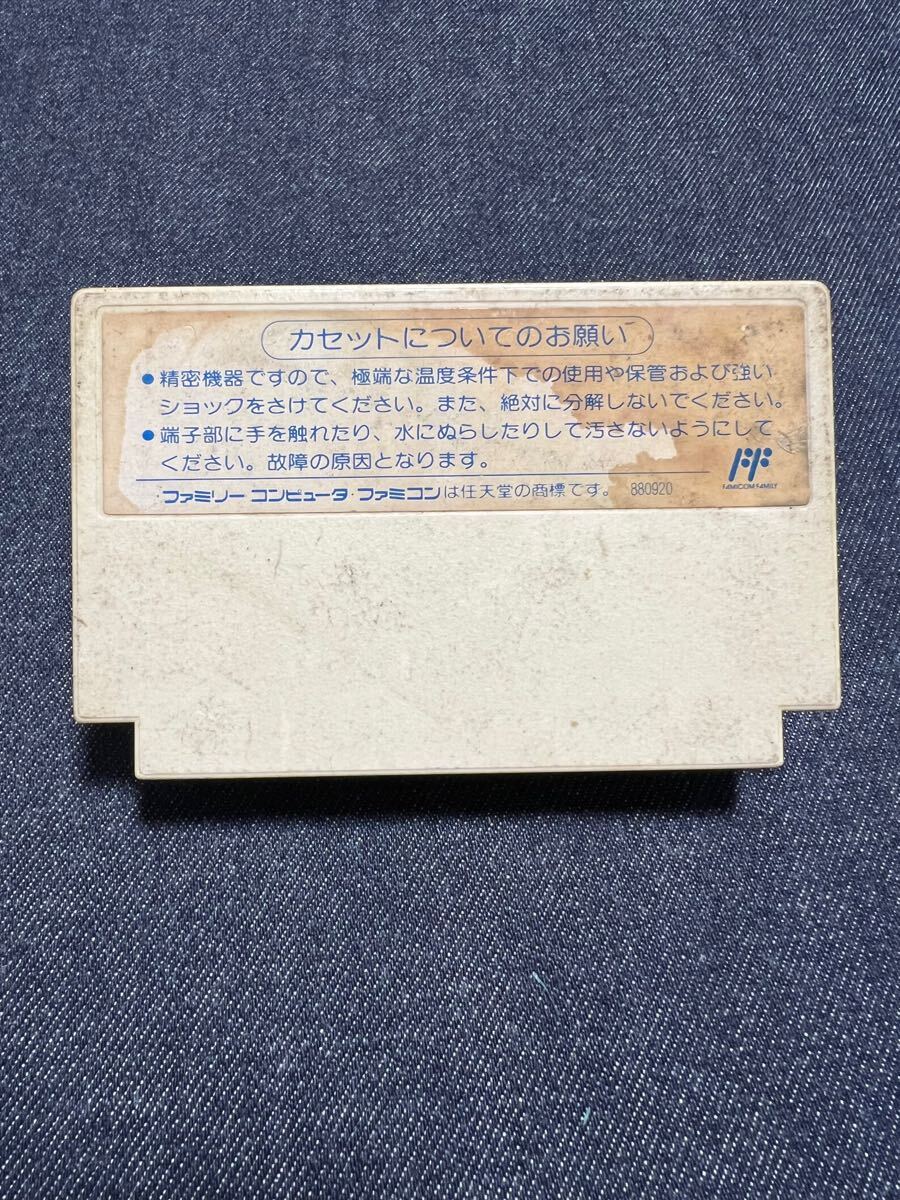 カセットについてのお願い
●精密機器ですので、極端な温度条件下での使用や保管および強い
ショックをさけてください。また、絶対に分解しないでください。
●端子部に手を触れたり、水にぬらしたりして汚さないようにして
ください。故障の原因となります。
FAMICOM FAMILY
ファミリー コンピュータ・ファミコンは任天堂の商標です。 880920